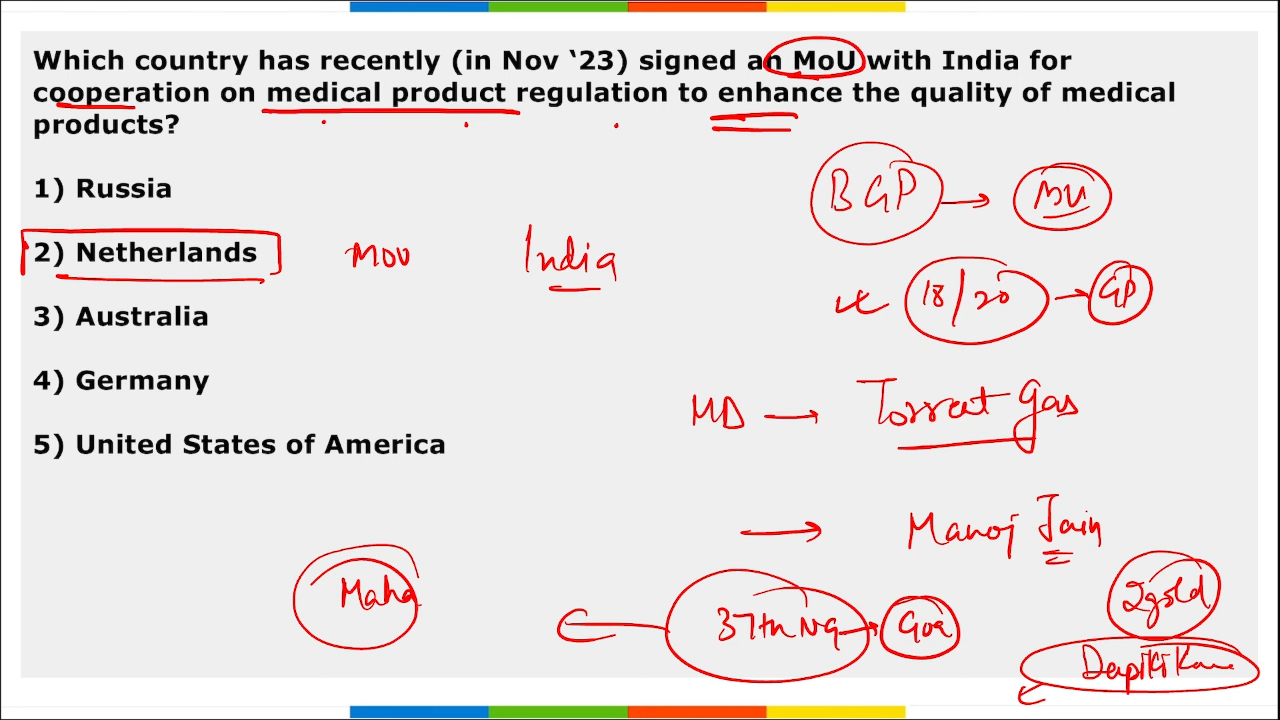 Which country has recently (in Nov ‘23) signed an MoU with India for
cooperation on medical product regulation to enhance the quality of medical
products?
1) Russia
2) Netherlands MOU India
3) Australia
4) Germany
5) United States of America
BGP
18/20 GP
MD Torrent Gas
Manoj Jain
Maha 37th NG Goa
2gold